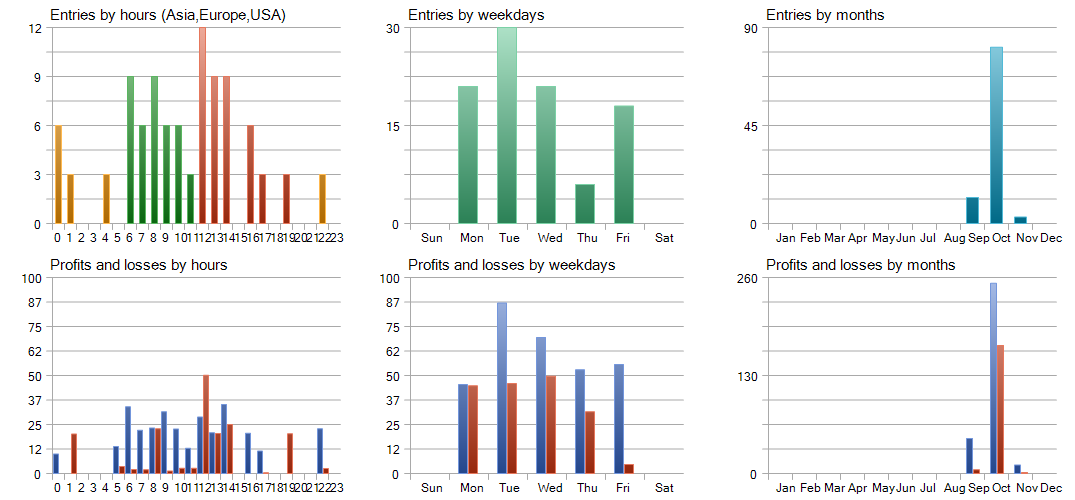 Entries by hours (Asia,Europe,USA)
12
9
6
3
0
0 1 2 3 4 5 6 7 8 9 10 11 12 13 14 15 16 17 18 19 20 21 22 23
Entries by weekdays
30
15
0
Sun Mon Tue Wed Thu Fri Sat
Entries by months
90
45
0
Jan Feb Mar Apr May Jun Jul Aug Sep Oct Nov Dec
Profits and losses by hours
100
87
75
62
50
37
25
12
0
0 1 2 3 4 5 6 7 8 9 10 11 12 13 14 15 16 17 18 19 20 21 22 23
Profits and losses by weekdays
100
87
75
62
50
37
25
12
0
Sun Mon Tue Wed Thu Fri Sat
Profits and losses by months
260
130
0
Jan Feb Mar Apr May Jun Jul Aug Sep Oct Nov Dec